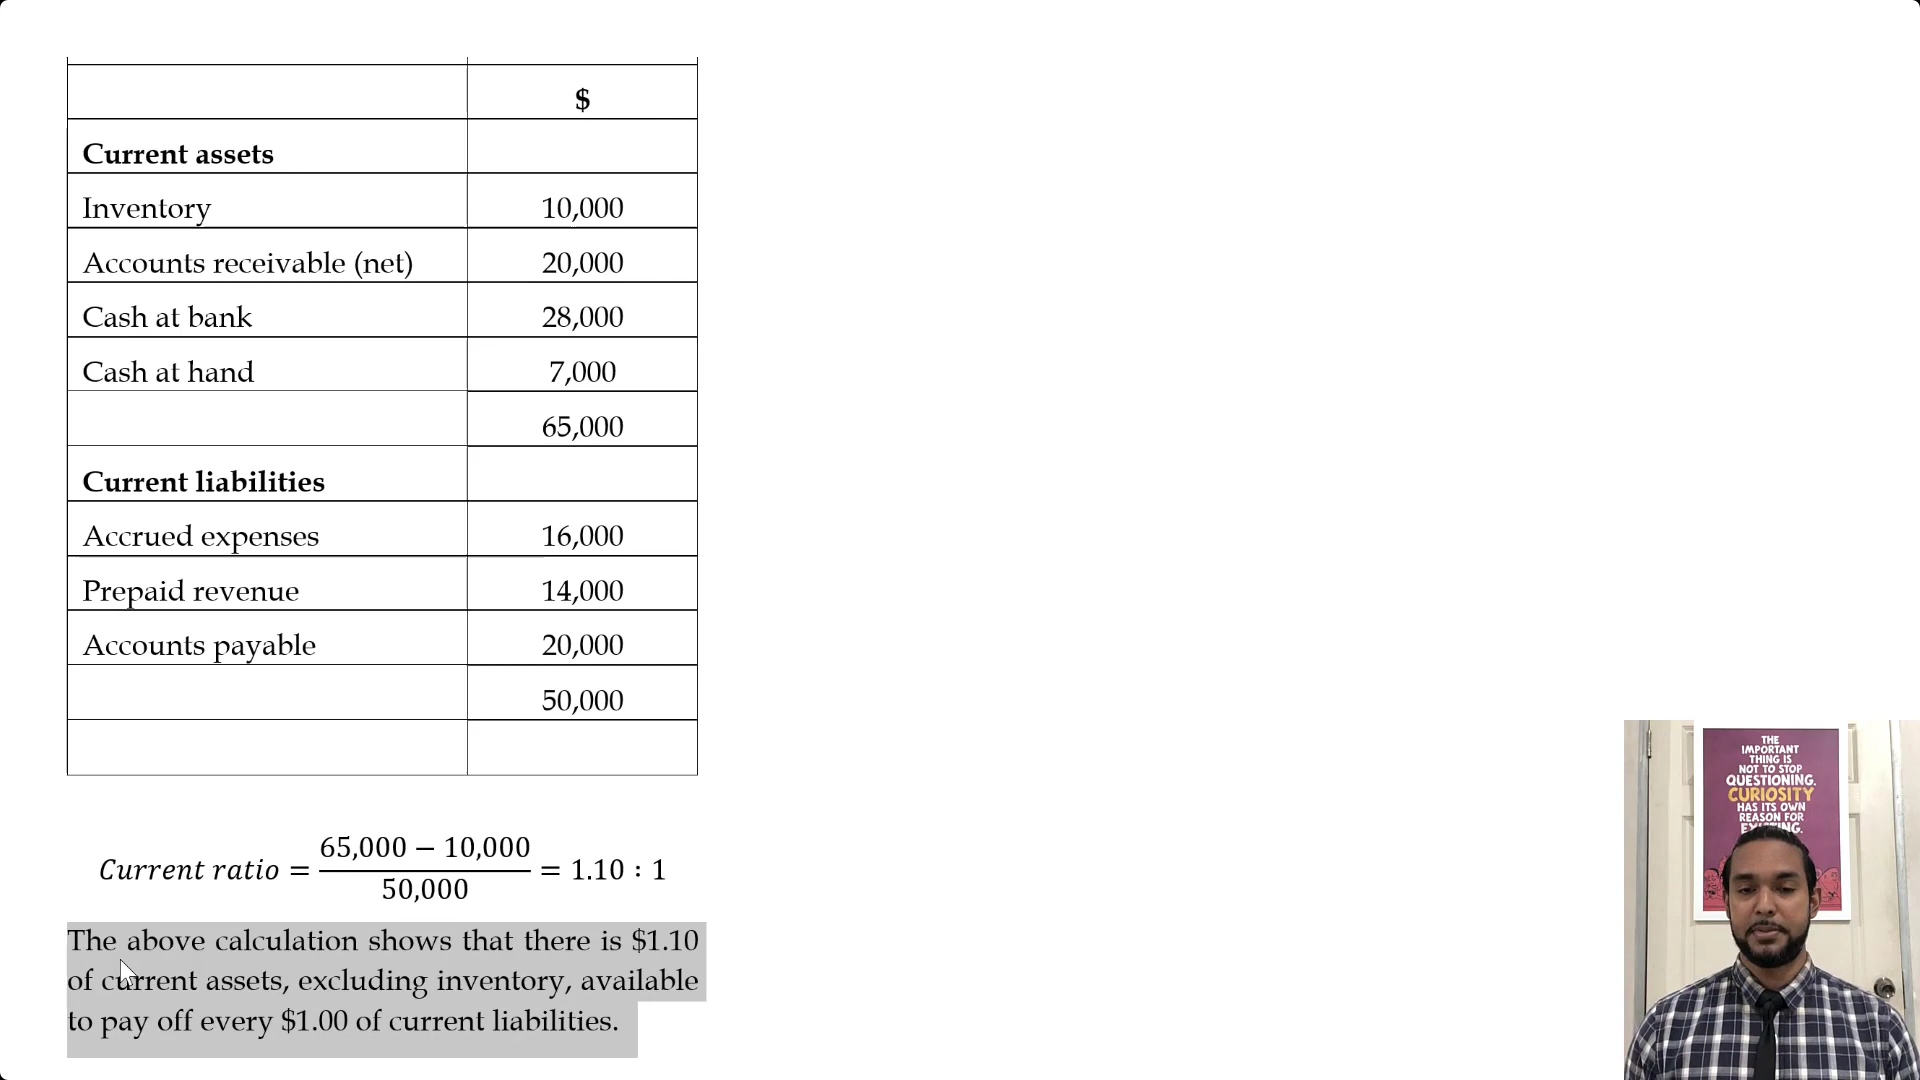 $
Current assets
Inventory 10,000
Accounts receivable (net) 20,000
Cash at bank 28,000
Cash at hand 7,000
65,000
Current liabilities
Accrued expenses 16,000
Prepaid revenue 14,000
Accounts payable 20,000
50,000
Current ratio = (65,000 − 10,000) / 50,000 = 1.10 : 1
The above calculation shows that there is $1.10
of current assets, excluding inventory, available
to pay off every $1.00 of current liabilities.
THE
IMPORTANT
THING IS
NOT TO STOP
QUESTIONING.
CURIOSITY
HAS ITS OWN
REASON FOR